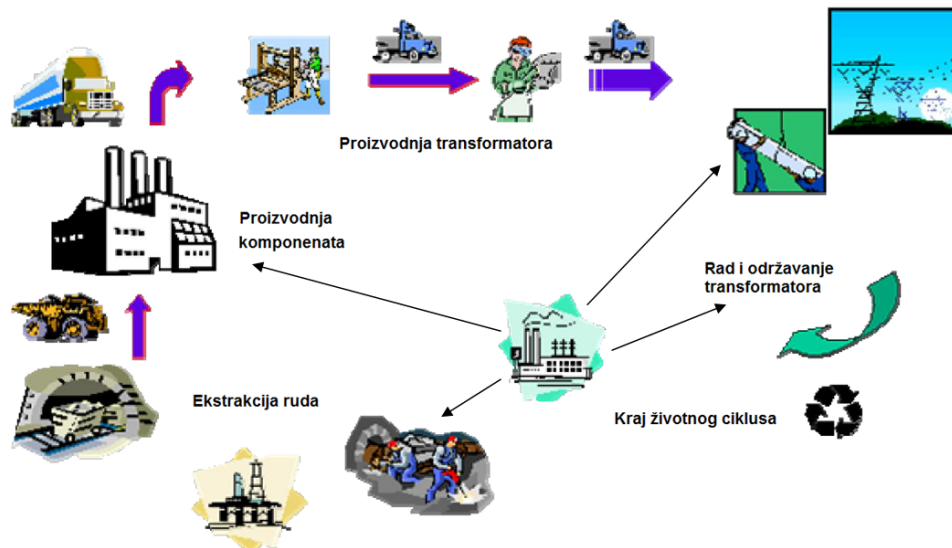 Proizvodnja transformatora
Proizvodnja
komponenata
Rad i održavanje
transformatora
Ekstrakcija ruda
Kraj životnog ciklusa